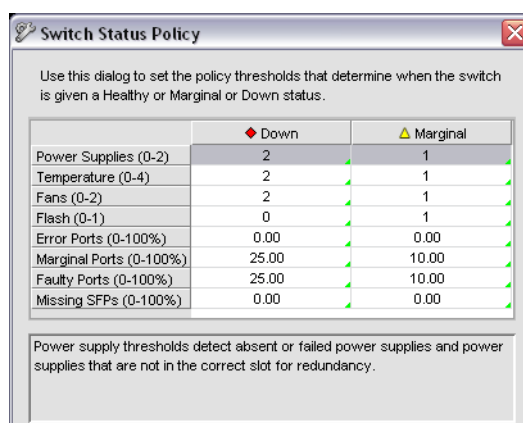 Switch Status Policy
Use this dialog to set the policy thresholds that determine when the switch
is given a Healthy or Marginal or Down status.
Down Marginal
Power Supplies (0-2) 2 1
Temperature (0-4) 2 1
Fans (0-2) 2 1
Flash (0-1) 0 1
Error Ports (0-100%) 0.00 0.00
Marginal Ports (0-100%) 25.00 10.00
Faulty Ports (0-100%) 25.00 10.00
Missing SFPs (0-100%) 0.00 0.00
Power supply thresholds detect absent or failed power supplies and power
supplies that are not in the correct slot for redundancy.